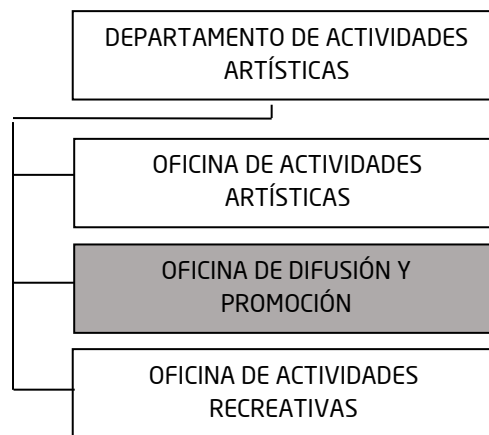 DEPARTAMENTO DE ACTIVIDADES
ARTÍSTICAS
OFICINA DE ACTIVIDADES
ARTÍSTICAS
OFICINA DE DIFUSIÓN Y
PROMOCIÓN
OFICINA DE ACTIVIDADES
RECREATIVAS